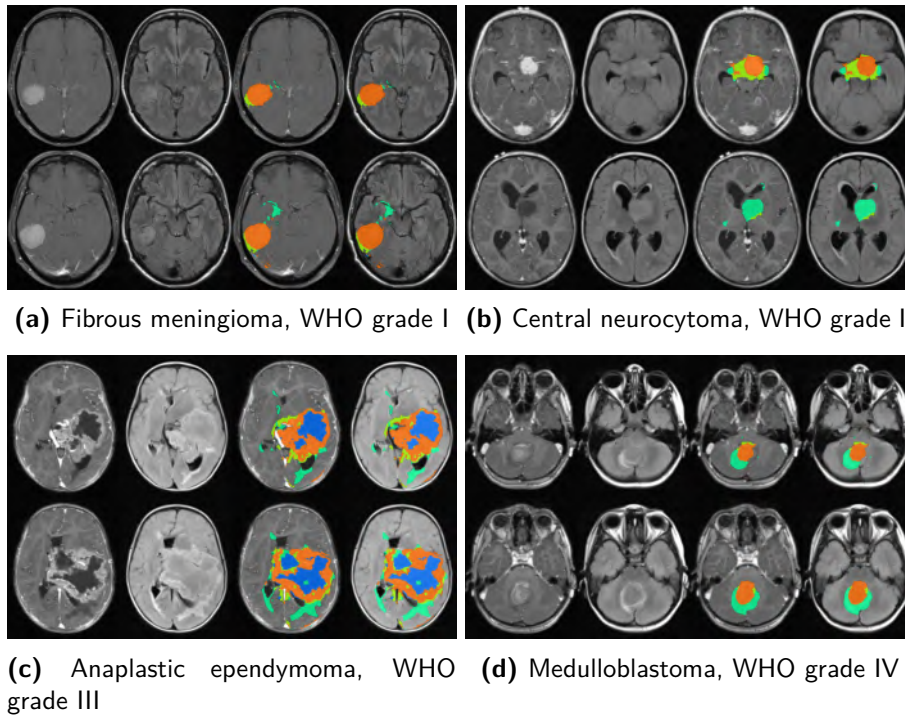 (a) Fibrous meningioma, WHO grade I
(b) Central neurocytoma, WHO grade I
(c) Anaplastic ependymoma, WHO
grade III
(d) Medulloblastoma, WHO grade IV